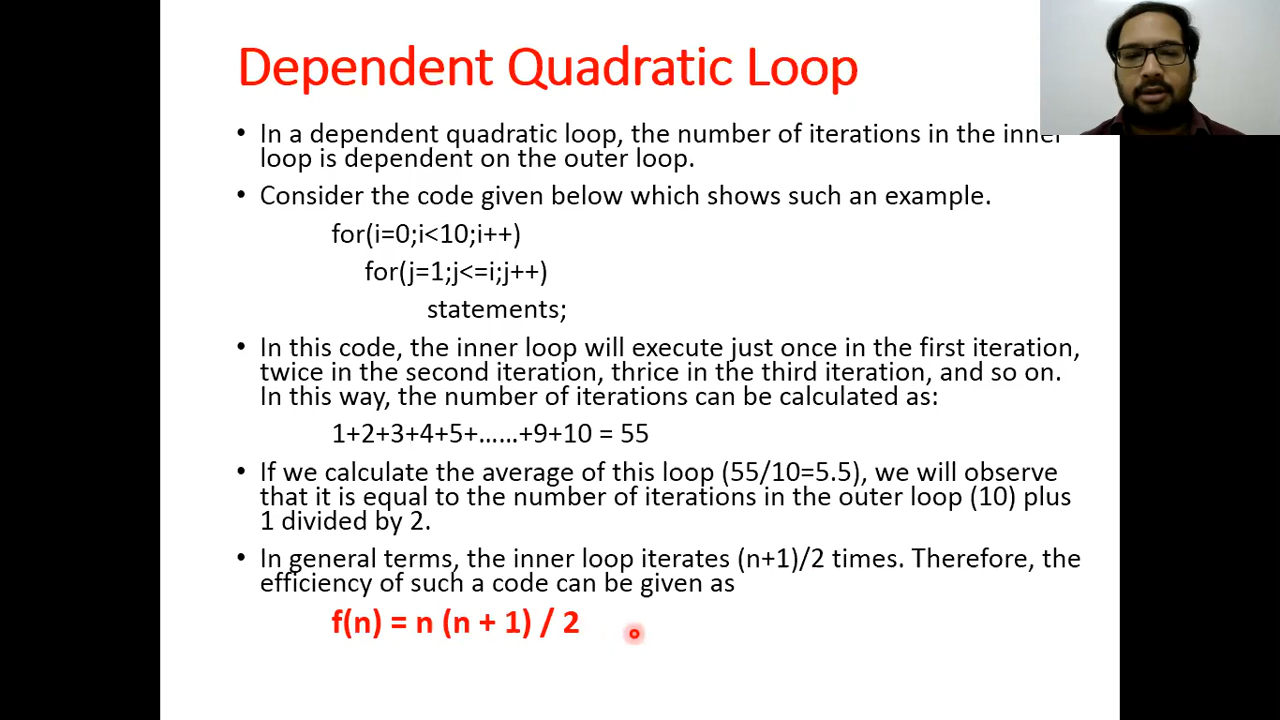 Dependent Quadratic Loop
• In a dependent quadratic loop, the number of iterations in the inner
loop is dependent on the outer loop.
• Consider the code given below which shows such an example.
for(i=0;i<10;i++)
for(j=1;j<=i;j++)
statements;
• In this code, the inner loop will execute just once in the first iteration,
twice in the second iteration, thrice in the third iteration, and so on.
In this way, the number of iterations can be calculated as:
1+2+3+4+5+……+9+10 = 55
• If we calculate the average of this loop (55/10=5.5), we will observe
that it is equal to the number of iterations in the outer loop (10) plus
1 divided by 2.
• In general terms, the inner loop iterates (n+1)/2 times. Therefore, the
efficiency of such a code can be given as
f(n) = n (n + 1) / 2